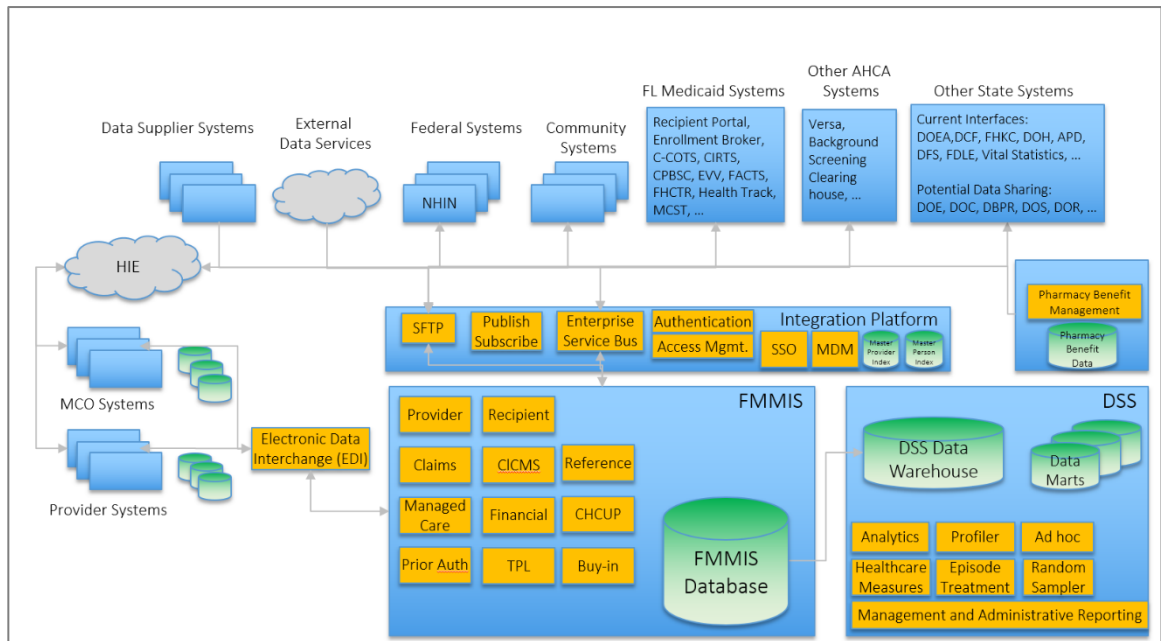 Data Supplier Systems
External
Data Services
Federal Systems
Community
Systems
FL Medicaid Systems
Other AHCA
Systems
Other State Systems
NHIN
Recipient Portal,
Enrollment Broker,
C-COTS, CIRTS,
CPBSC, EVV, FACTS,
FHCTR, Health Track,
MCST, ...
Versa,
Background
Screening
Clearing
house, ...
Current Interfaces:
DOEA,DCF, FHKC, DOH, APD,
DFS, FDLE, Vital Statistics, ...
Potential Data Sharing:
DOE, DOC, DBPR, DOS, DOR, ...
HIE
MCO Systems
Provider Systems
Electronic Data
Interchange (EDI)
SFTP
Publish
Subscribe
Enterprise
Service Bus
Authentication
Access Mgmt.
Integration Platform
SSO
MDM
Master
Provider
Index
Master
Person
Index
Pharmacy Benefit
Management
Pharmacy
Benefit
Data
FMMIS
Provider
Recipient
Claims
CICMS
Reference
Managed
Care
Financial
CHCUP
Prior Auth
TPL
Buy-in
FMMIS
Database
DSS
DSS Data
Warehouse
Data
Marts
Analytics
Profiler
Ad hoc
Healthcare
Measures
Episode
Treatment
Random
Sampler
Management and Administrative Reporting